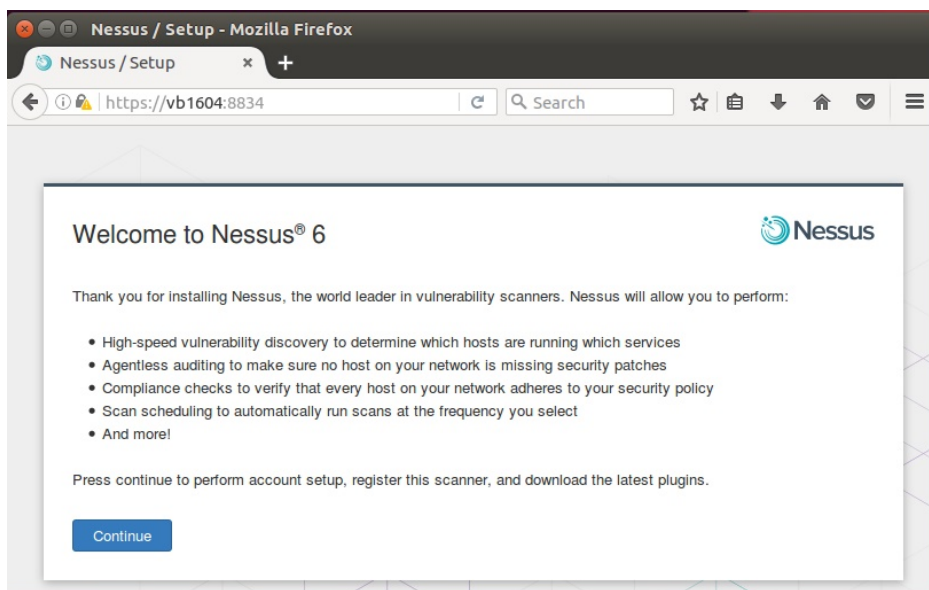 Nessus / Setup - Mozilla Firefox
Nessus / Setup × +
https://vb1604:8834 Search
Welcome to Nessus® 6
Nessus
Thank you for installing Nessus, the world leader in vulnerability scanners. Nessus will allow you to perform:
• High-speed vulnerability discovery to determine which hosts are running which services
• Agentless auditing to make sure no host on your network is missing security patches
• Compliance checks to verify that every host on your network adheres to your security policy
• Scan scheduling to automatically run scans at the frequency you select
• And more!
Press continue to perform account setup, register this scanner, and download the latest plugins.
Continue